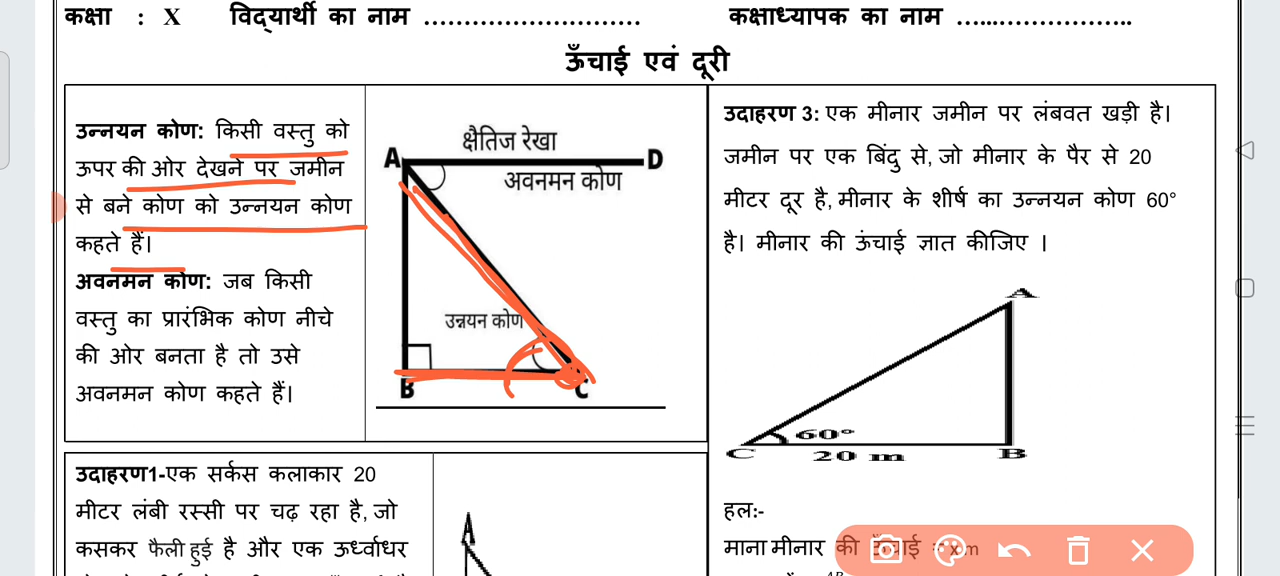 कक्षा : X विद्यार्थी का नाम ........................... कक्षाध्यापक का नाम ......................
ऊँचाई एवं दूरी
उन्नयन कोण: किसी वस्तु को
ऊपर की ओर देखने पर जमीन
से बने कोण को उन्नयन कोण
कहते हैं।
अवनमन कोण: जब किसी
वस्तु का प्रारंभिक कोण नीचे
की ओर बनता है तो उसे
अवनमन कोण कहते हैं।
क्षैतिज रेखा
A D
अवनमन कोण
उन्नयन कोण
B C
उदाहरण1-एक सर्कस कलाकार 20
मीटर लंबी रस्सी पर चढ़ रहा है, जो
कसकर फैली हुई है और एक ऊर्ध्वाधर
A
उदाहरण 3: एक मीनार जमीन पर लंबवत खड़ी है।
जमीन पर एक बिंदु से, जो मीनार के पैर से 20
मीटर दूर है, मीनार के शीर्ष का उन्नयन कोण 60°
है। मीनार की ऊंचाई ज्ञात कीजिए ।
A
60°
C 20 m B
हल:-
माना मीनार की ऊँचाई = x m